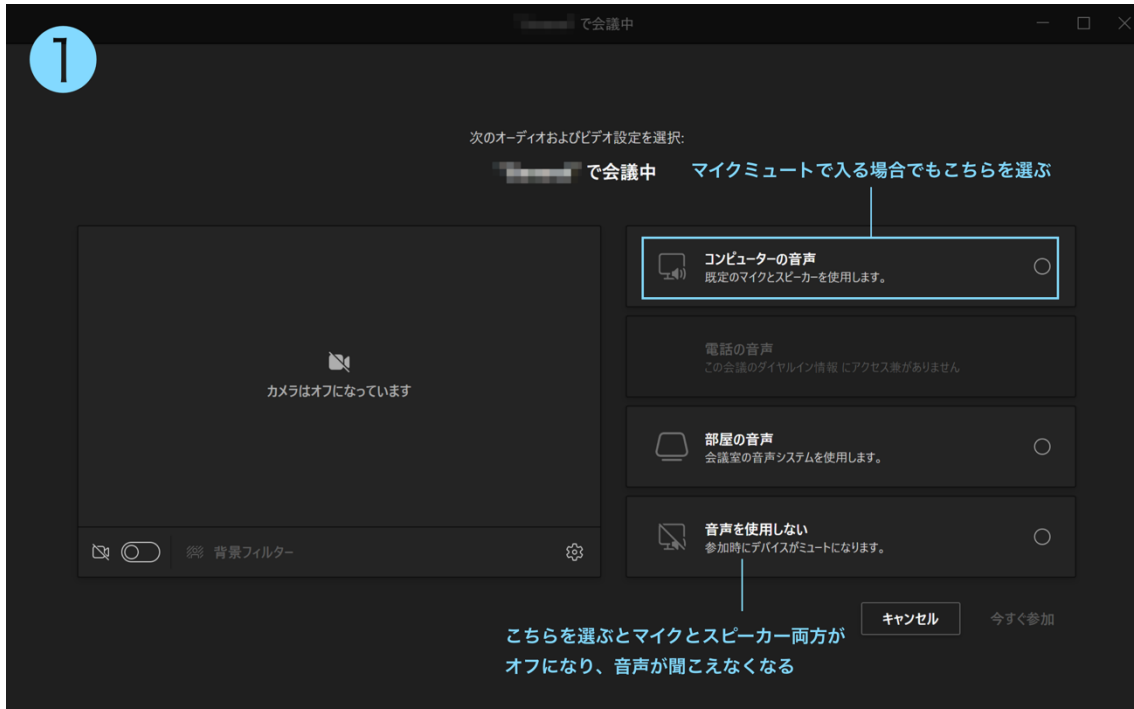 で会議中
1
次のオーディオおよびビデオ設定を選択:
で会議中
マイクミュートで入る場合でもこちらを選ぶ
コンピューターの音声
既定のマイクとスピーカーを使用します。
電話の音声
この会議のダイヤルイン情報 にアクセス兼がありません
カメラはオフになっています
部屋の音声
会議室の音声システムを使用します。
音声を使用しない
参加時にデバイスがミュートになります。
背景フィルター
こちらを選ぶとマイクとスピーカー両方が
オフになり、音声が聞こえなくなる
キャンセル
今すぐ参加